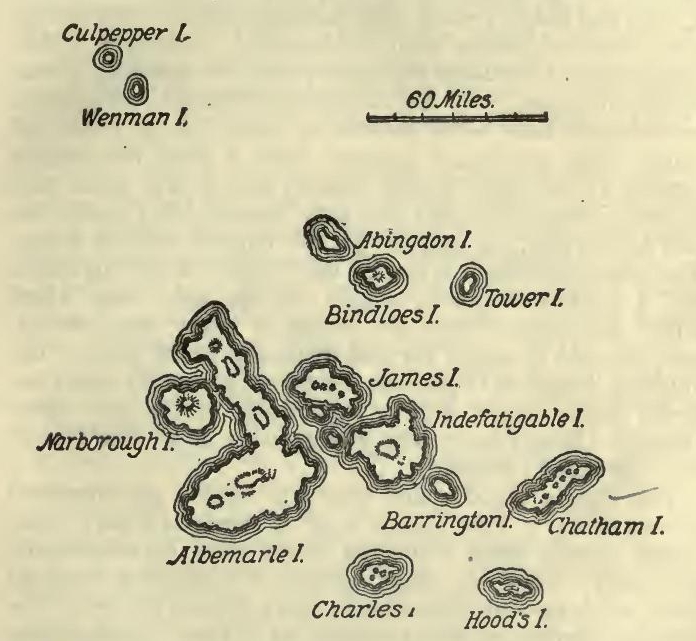 Culpepper I.
Wenman I.
60 Miles.
Abingdon I.
Bindloes I.
Tower I.
James I.
Indefatigable I.
Narborough I.
Barrington I.
Chatham I.
Albemarle I.
Charles I
Hood's I.